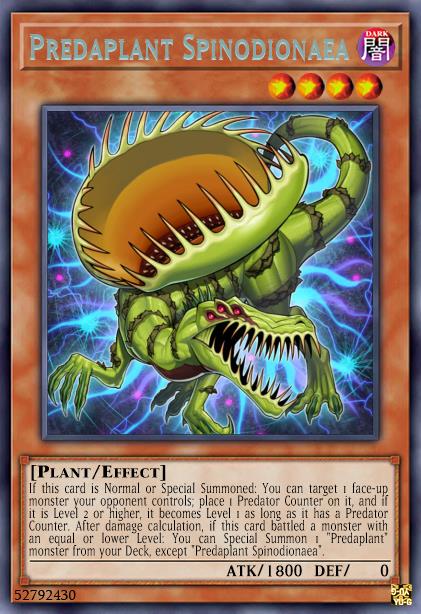 PREDAPLANT SPINODIONAEA
DARK
闇
[PLANT/EFFECT]
If this card is Normal or Special Summoned: You can target 1 face-up
monster your opponent controls; place 1 Predator Counter on it, and if
it is Level 2 or higher, it becomes Level 1 as long as it has a Predator
Counter. After damage calculation, if this card battled a monster with
an equal or lower Level: You can Special Summon 1 "Predaplant"
monster from your Deck, except "Predaplant Spinodionaea".
ATK/1800 DEF/ 0
52792430